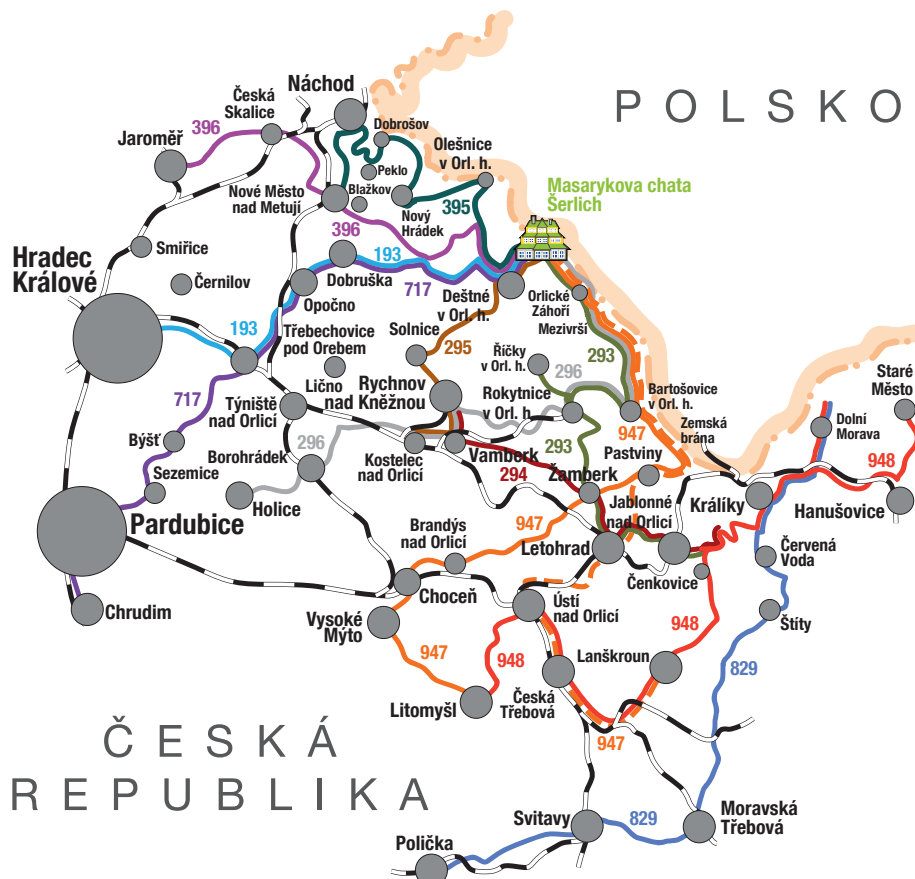 POLSKO
Náchod
Česká
Skalice
Dobrošov
396
Jaroměř
Olešnice
v Orl. h.
Peklo
Masarykova chata
Šerlich
Nové Město
nad Metují
Blažkov
395
Nový
Hrádek
396
Smiřice
193
Hradec
Králové
Černilov
Dobruška
717
Opočno
Deštné
v Orl. h.
Orlické
Záhoří
Mezivrší
193
Třebechovice
pod Orebem
Solnice
295
293
Říčky
v Orl. h.
296
Staré
Město
717
Lično
Rychnov
nad Kněžnou
Rokytnice
v Orl. h.
Bartošovice
v Orl. h.
Týniště
nad Orlicí
Dolní
Morava
Zemská
brána
947
Býšť
296
Borohrádek
Vamberk
293
Pastviny
948
Kostelec
nad Orlicí
294
Žamberk
Sezemice
Holice
Jablonné
nad Orlicí
Králíky
Hanušovice
Pardubice
Brandýs
nad Orlicí
947
Letohrad
Červená
Voda
Čenkovice
Choceň
Chrudim
Ústí
nad Orlicí
Štíty
Vysoké
Mýto
948
947
948
Lanškroun
829
Litomyšl
Česká
Třebová
947
ČESKÁ
REPUBLIKA
Svitavy
829
Moravská
Třebová
Polička